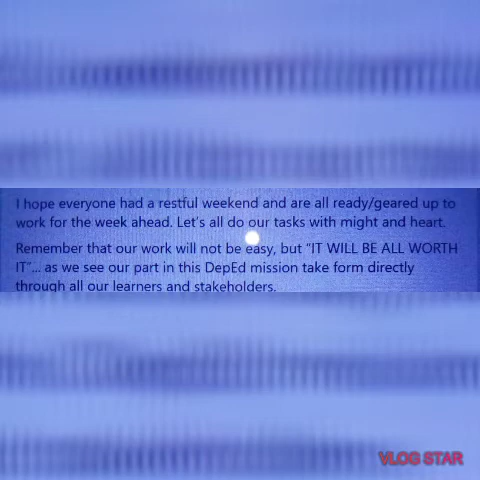 I hope everyone had a restful weekend and are all ready/geared up to
work for the week ahead. Let's all do our tasks with might and heart.
Remember that our work will not be easy, but "IT WILL BE ALL WORTH
IT"... as we see our part in this DepEd mission take form directly
through all our learners and stakeholders.
VLOG STAR